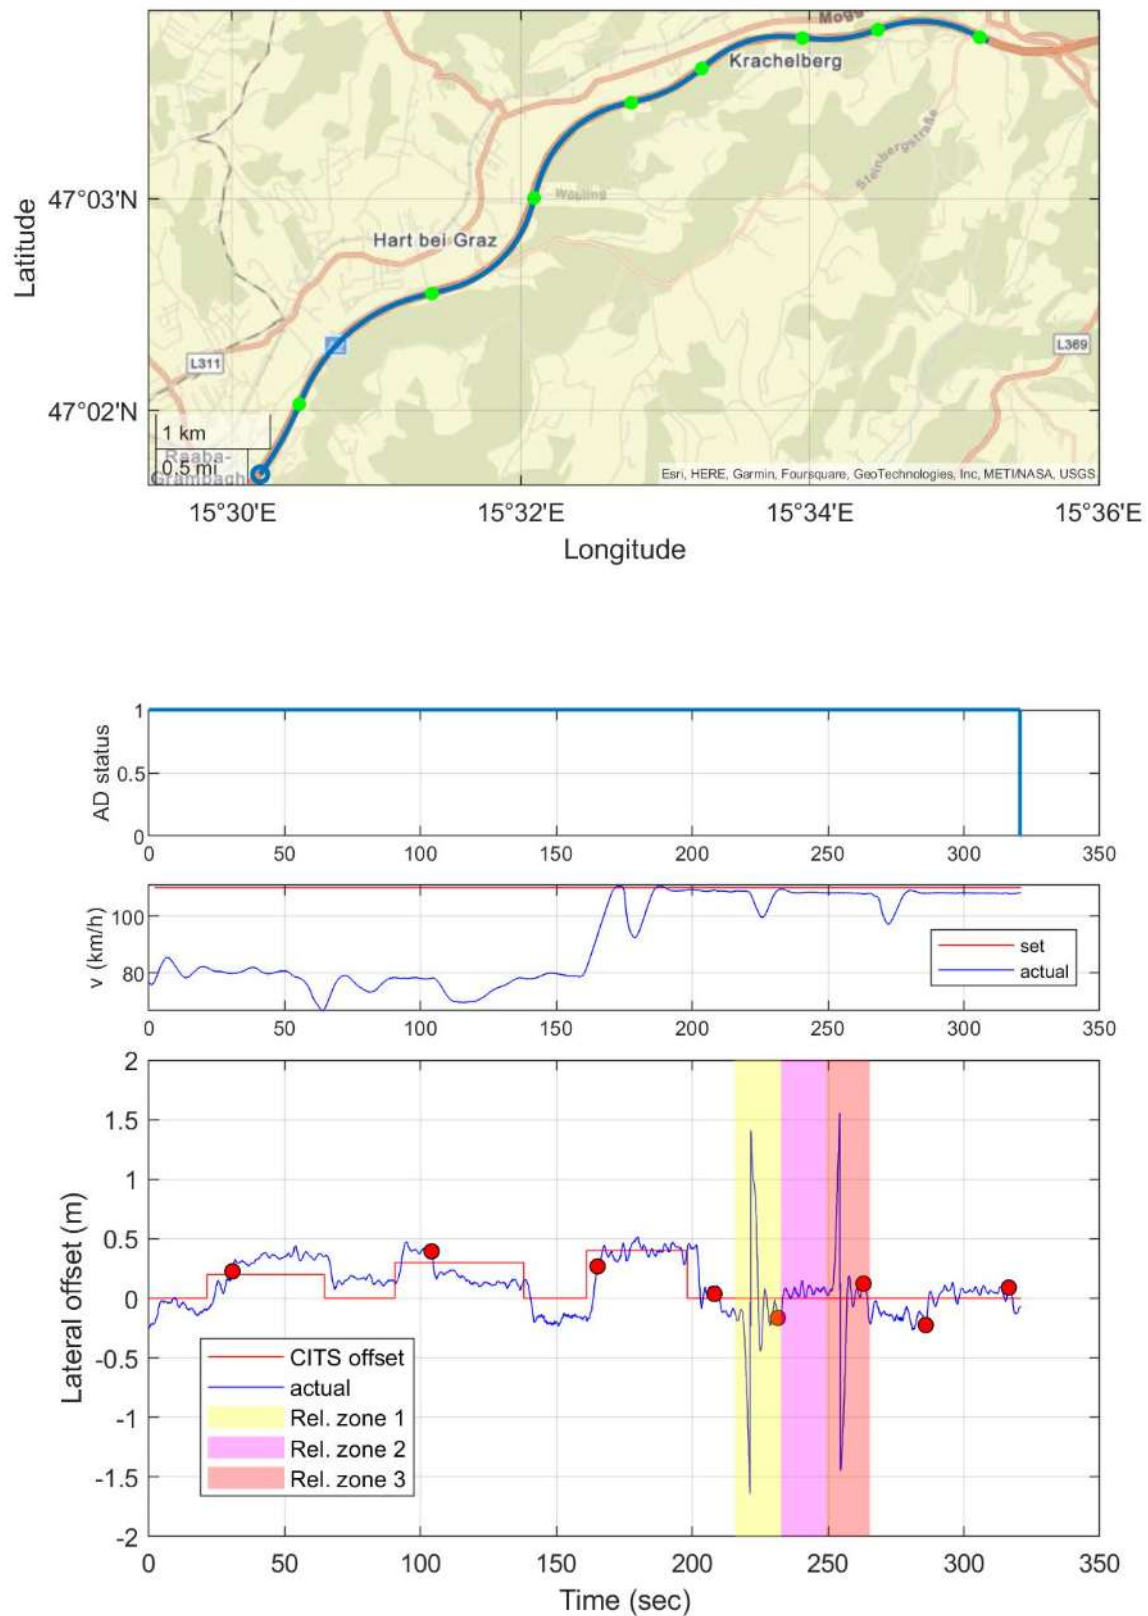 Mogg
Krachelberg
Steinbergstraße
47°03'N
Wöbling
Hart bei Graz
Latitude
L311
L369
47°02'N
1 km
Raaba-
0.5 mi
Grambach
Esri, HERE, Garmin, Foursquare, GeoTechnologies, Inc, METI/NASA, USGS
15°30'E 15°32'E 15°34'E 15°36'E
Longitude
1
0.5
0
AD status
0 50 100 150 200 250 300 350
100
80
v (km/h)
set
actual
0 50 100 150 200 250 300 350
2
1.5
1
0.5
0
-0.5
-1
-1.5
-2
Lateral offset (m)
CITS offset
actual
Rel. zone 1
Rel. zone 2
Rel. zone 3
0 50 100 150 200 250 300 350
Time (sec)